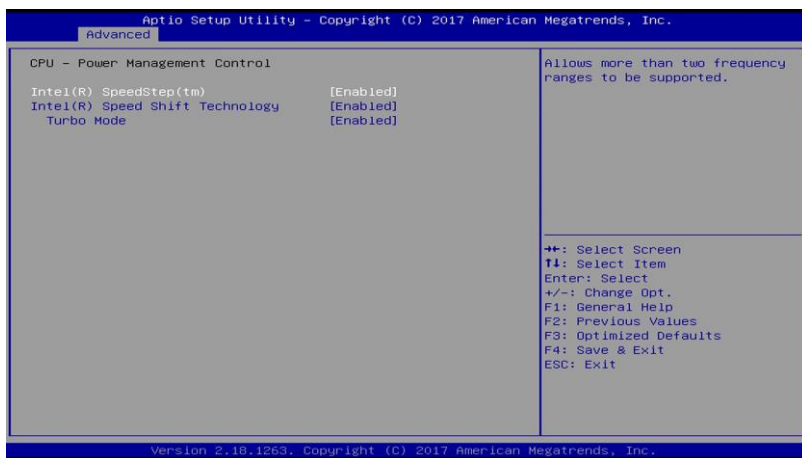 Aptio Setup Utility – Copyright (C) 2017 American Megatrends, Inc.
Advanced
CPU – Power Management Control
Intel(R) SpeedStep(tm) [Enabled]
Intel(R) Speed Shift Technology [Enabled]
Turbo Mode [Enabled]
Allows more than two frequency
ranges to be supported.
→←: Select Screen
↑↓: Select Item
Enter: Select
+/-: Change Opt.
F1: General Help
F2: Previous Values
F3: Optimized Defaults
F4: Save & Exit
ESC: Exit
Version 2.18.1263. Copyright (C) 2017 American Megatrends, Inc.